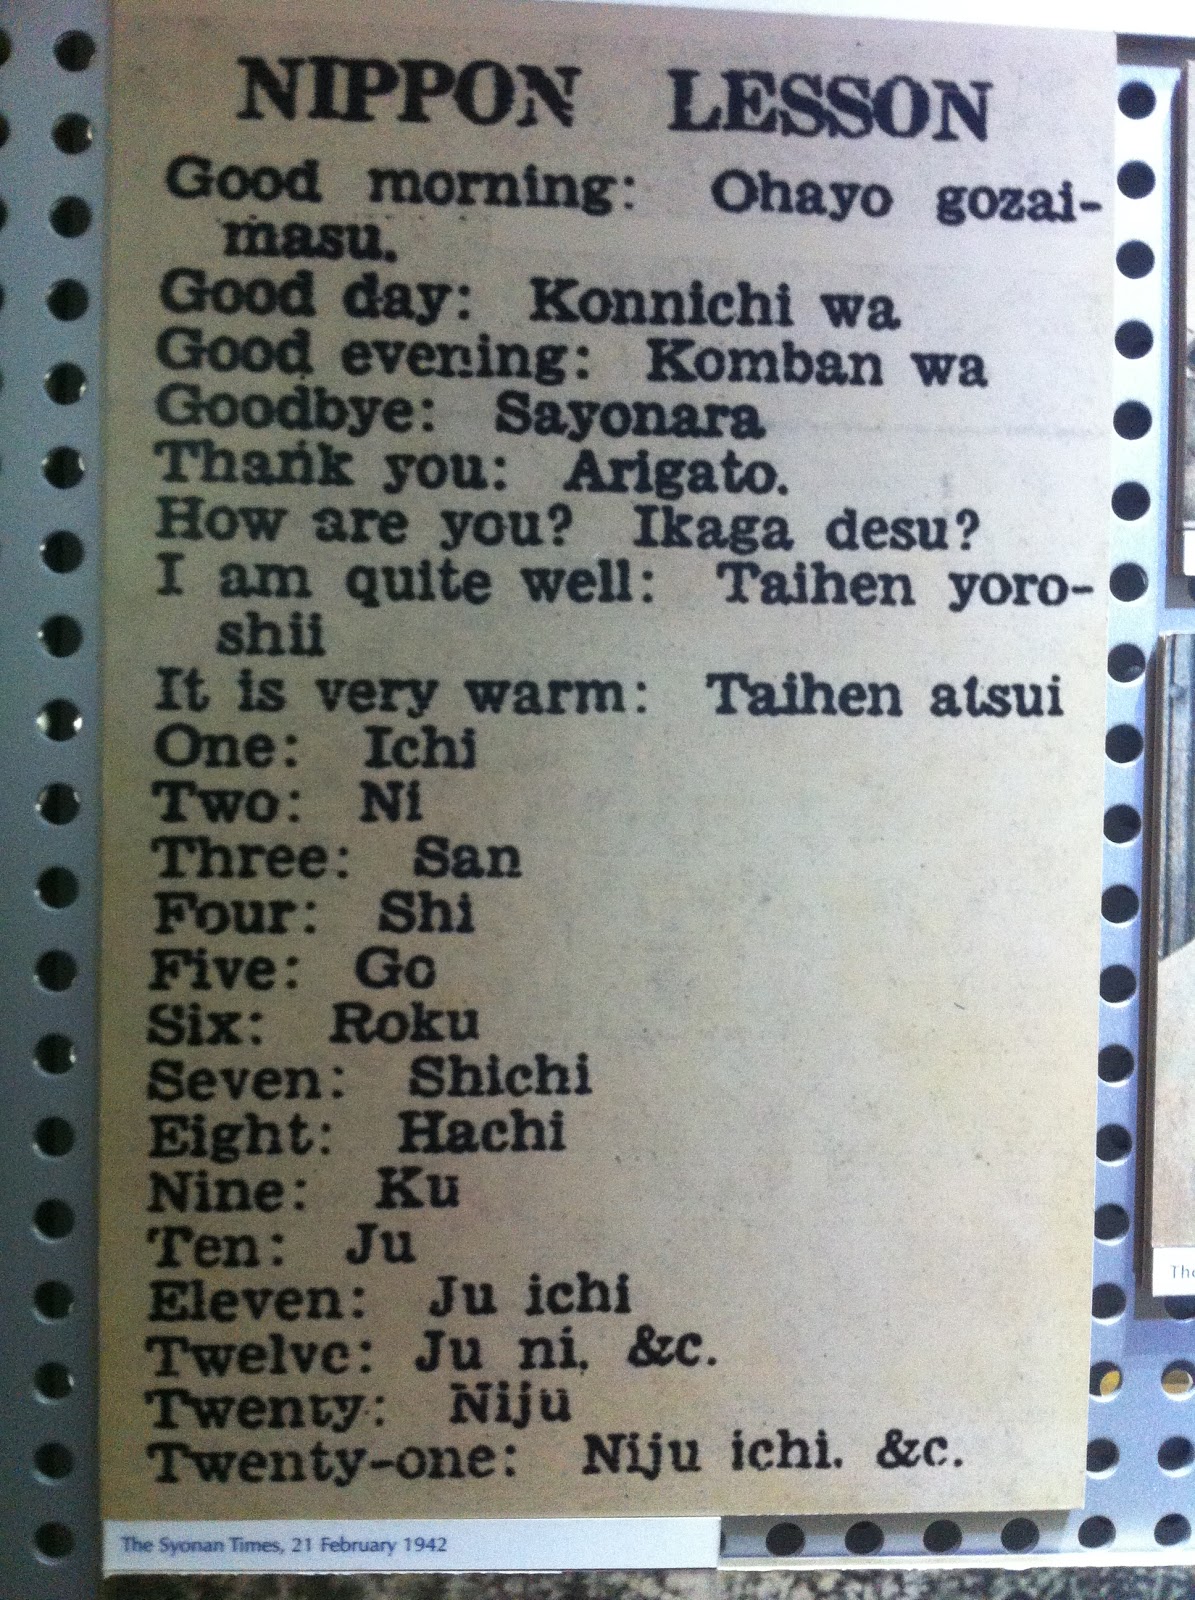 NIPPON LESSON
Good morning: Ohayo gozai-
masu.
Good day: Konnichi wa
Good evening: Komban wa
Goodbye: Sayonara
Thank you: Arigato.
How are you? Ikaga desu?
I am quite well: Taihen yoro-
shii
It is very warm: Taihen atsui
One: Ichi
Two: Ni
Three: San
Four: Shi
Five: Go
Six: Roku
Seven: Shichi
Eight: Hachi
Nine: Ku
Ten: Ju
Eleven: Ju ichi
Twelve: Ju ni, &c.
Twenty: Niju
Twenty-one: Niju ichi. &c.
The Syonan Times, 21 February 1942